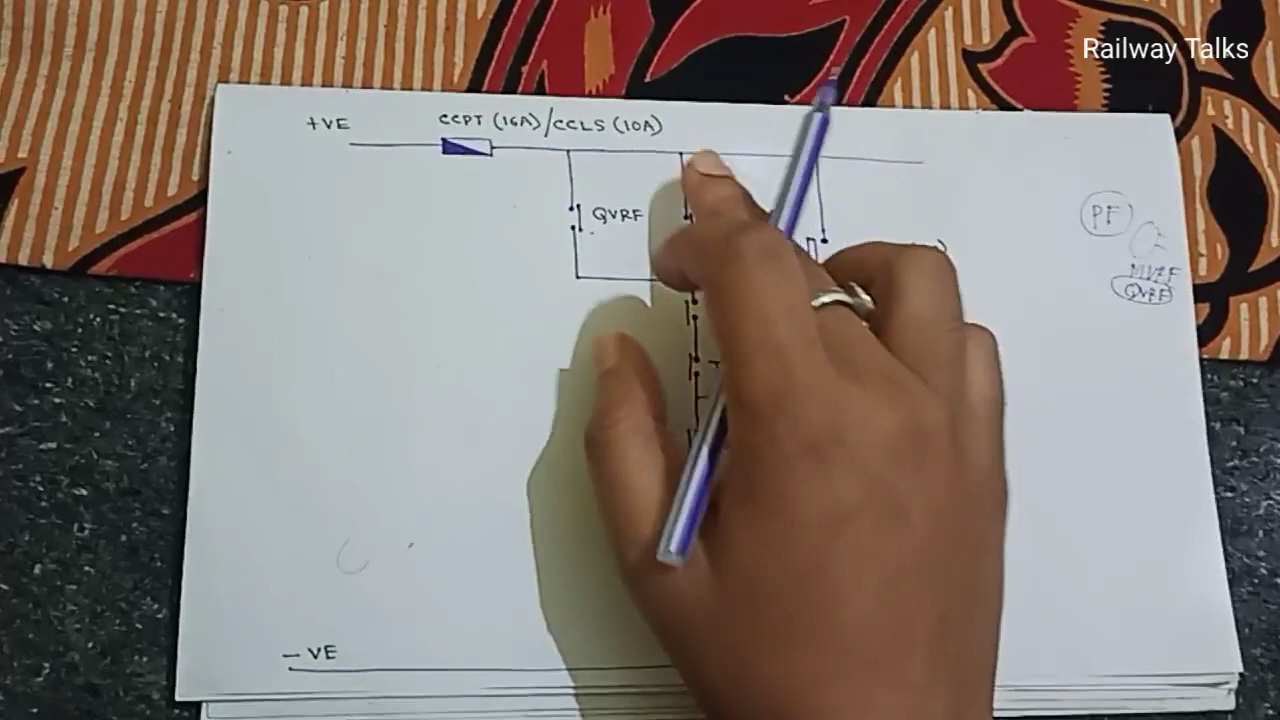 Railway Talks
+VE
CCPT (16A)/CCLS (10A)
QVRF
PF
MVRF
QVRF
- VE